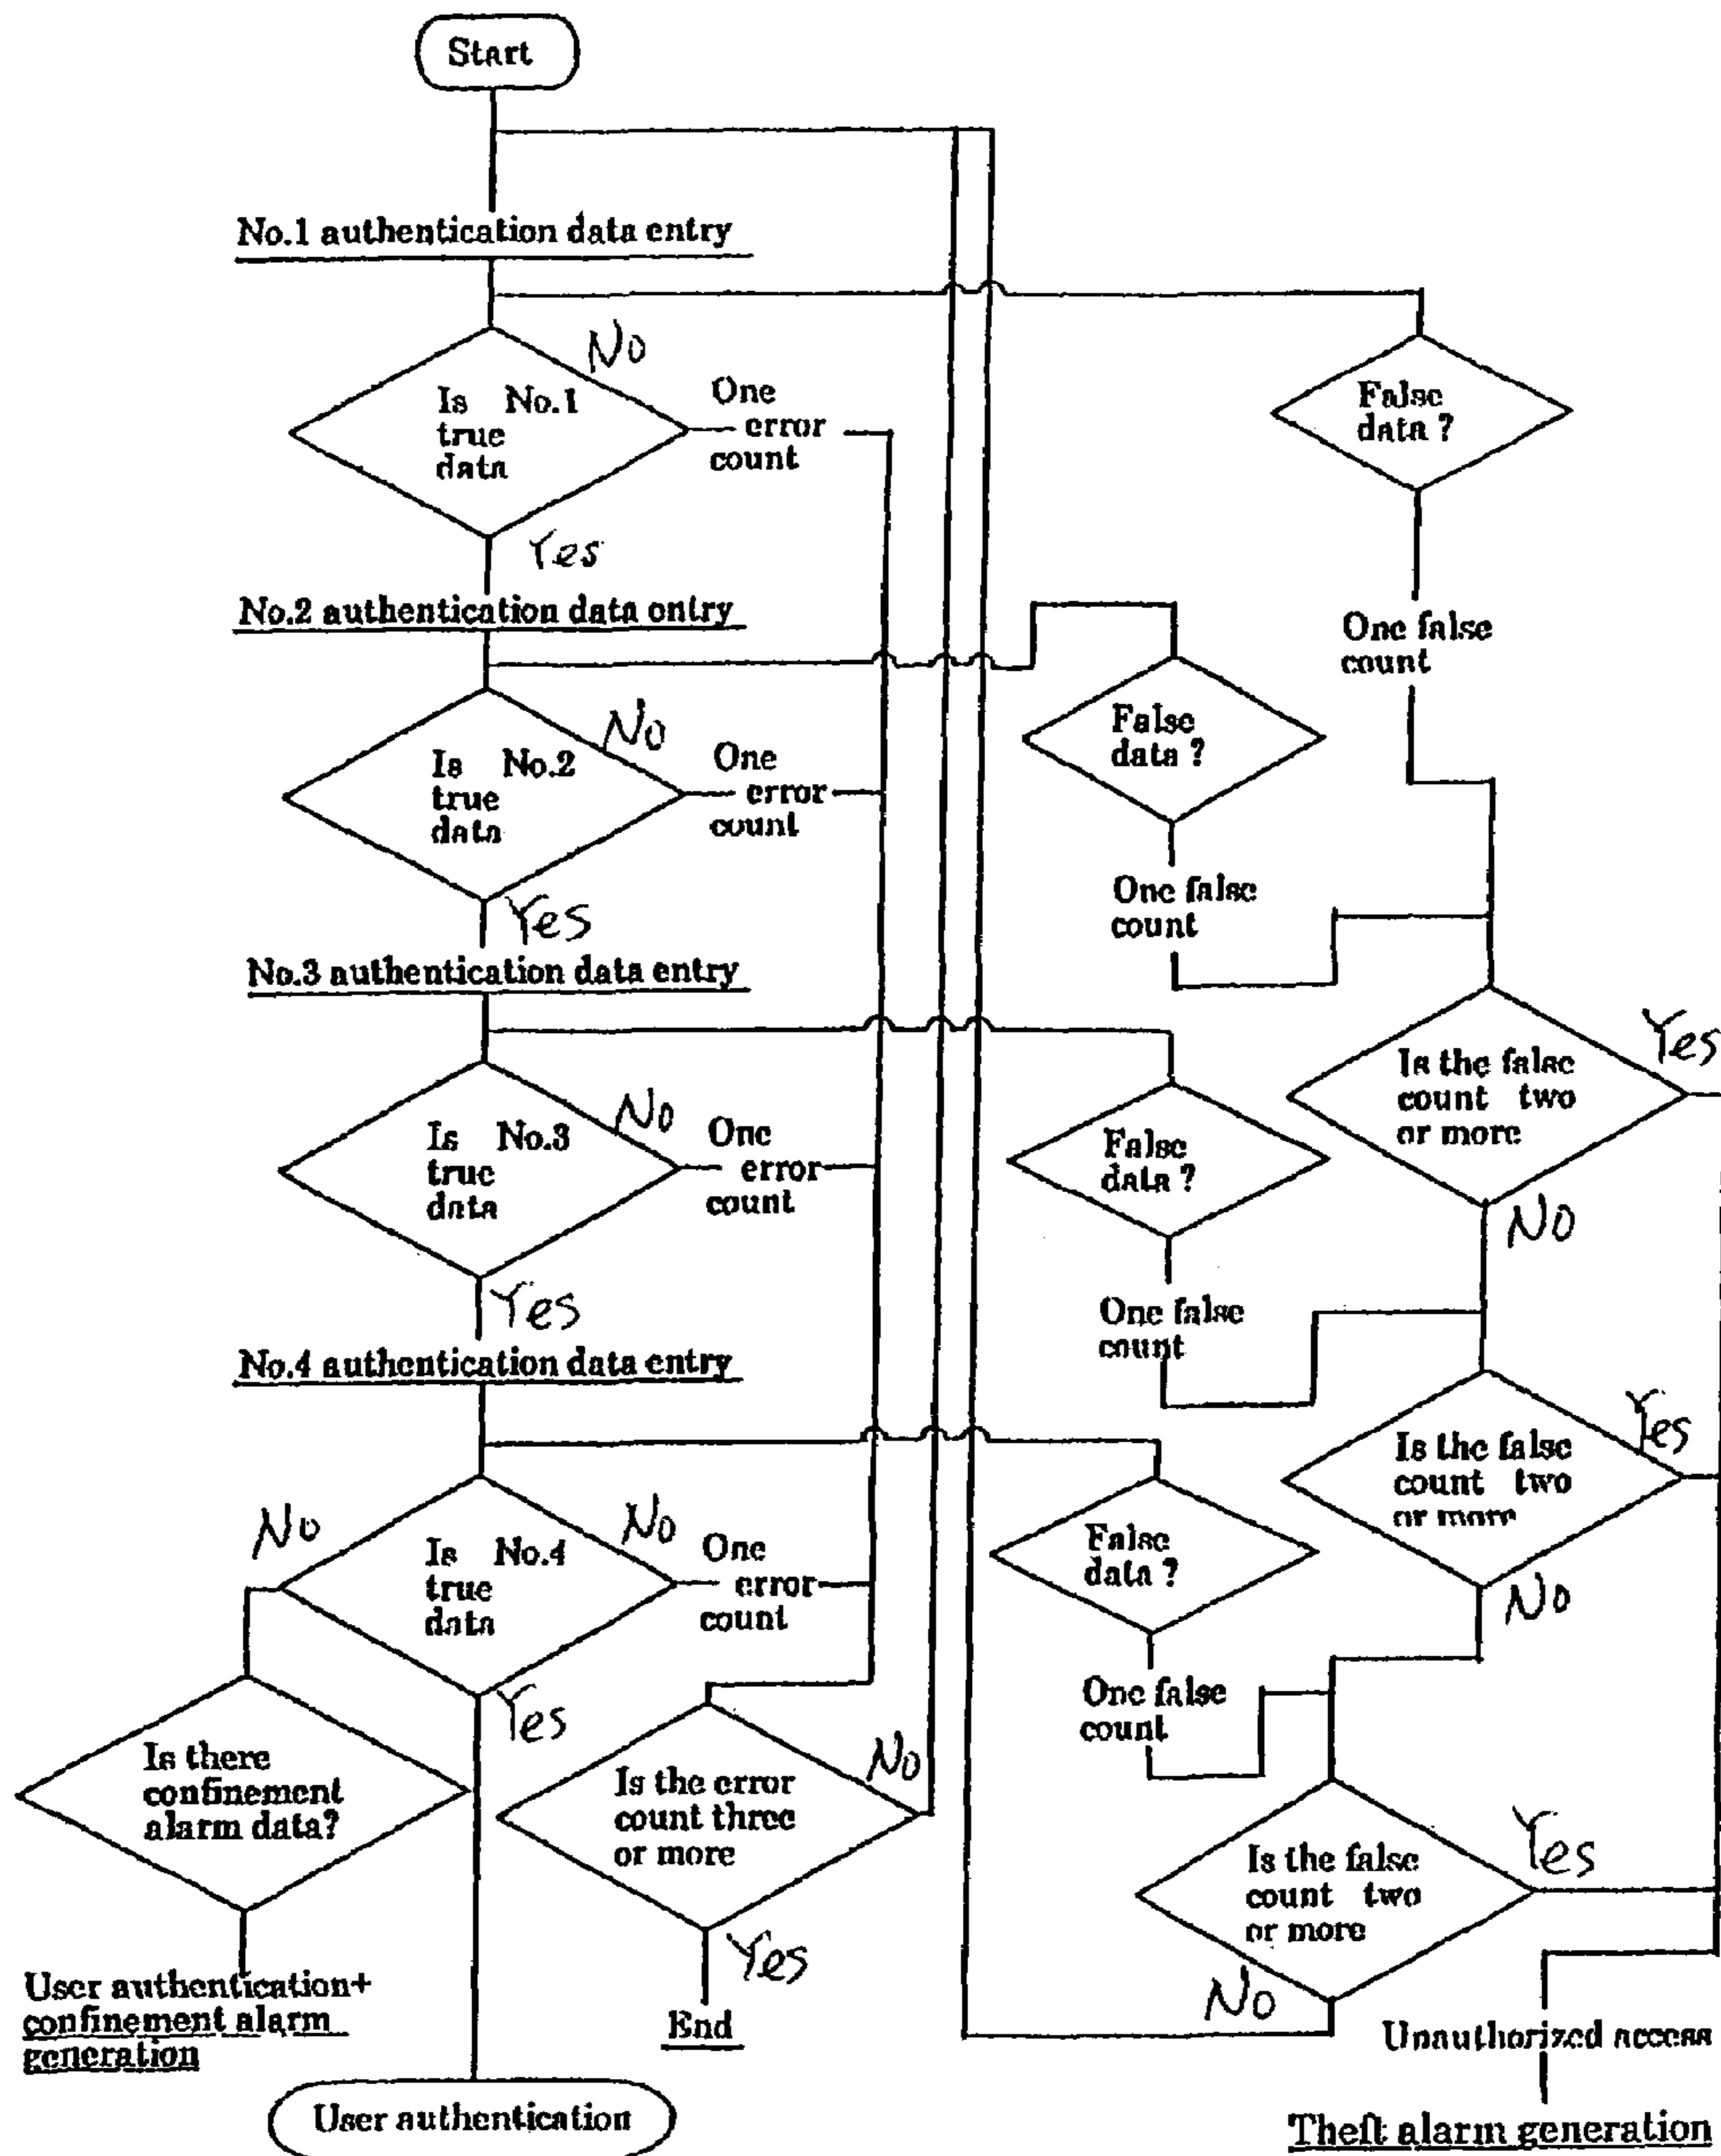 Start
No.1 authentication data entry
No
Is No.1
true
data
One
error
count
False
data ?
Yes
One false
count
No.2 authentication data ontry
No
Is No.2
true
data
One
error
count
False
data ?
Yes
One false
count
No.3 authentication data entry
No
Is No.3
true
data
One
error
count
False
data ?
Is the false
count two
or more
Yes
No
Yes
One false
count
No.4 authentication data entry
No
No
Is No.4
true
data
One
error
count
False
data ?
Is the false
count two
or more
Yes
No
Yes
One false
count
Is there
confinement
alarm data?
Is the error
count three
or more
No
Yes
Is the false
count two
or more
Yes
No
User authentication+
confinement alarm
generation
End
Unauthorized access
User authentication
Theft alarm generation